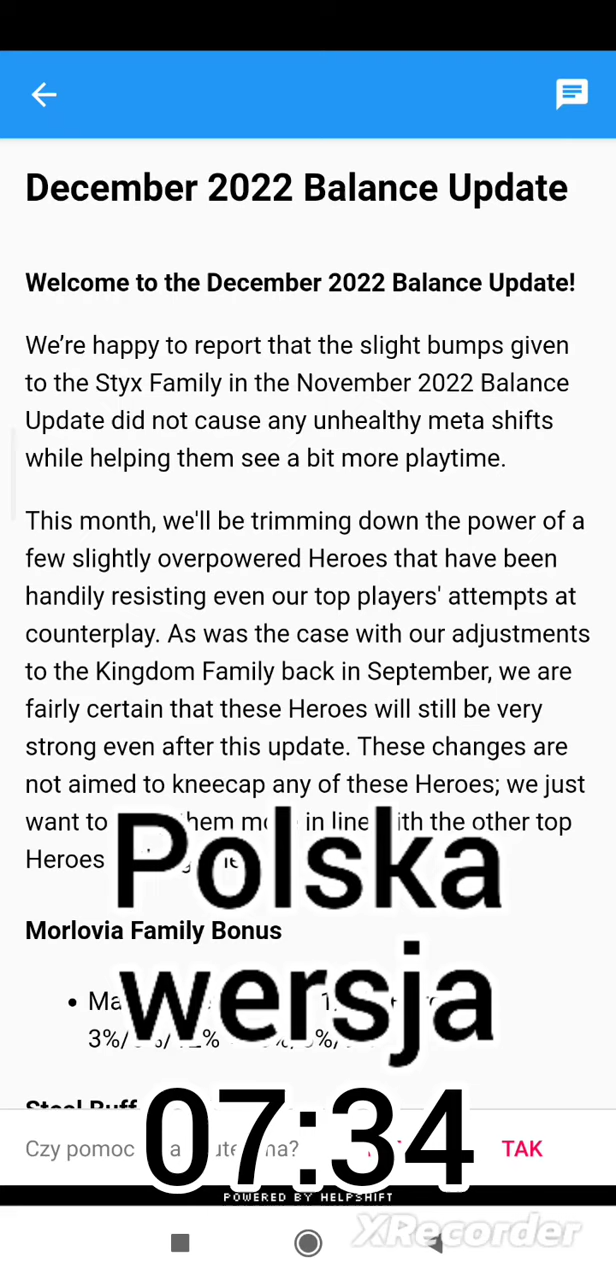 December 2022 Balance Update
Welcome to the December 2022 Balance Update!
We're happy to report that the slight bumps given
to the Styx Family in the November 2022 Balance
Update did not cause any unhealthy meta shifts
while helping them see a bit more playtime.
This month, we'll be trimming down the power of a
few slightly overpowered Heroes that have been
handily resisting even our top players' attempts at
counterplay. As was the case with our adjustments
to the Kingdom Family back in September, we are
fairly certain that these Heroes will still be very
strong even after this update. These changes are
not aimed to kneecap any of these Heroes; we just
want to them in line with the other top
Heroes
Polska
Morlovia Family Bonus
wersja
3%/
07:34
Czy pomoc
TAK
POWERED BY HELPSHIFT
XRecorder